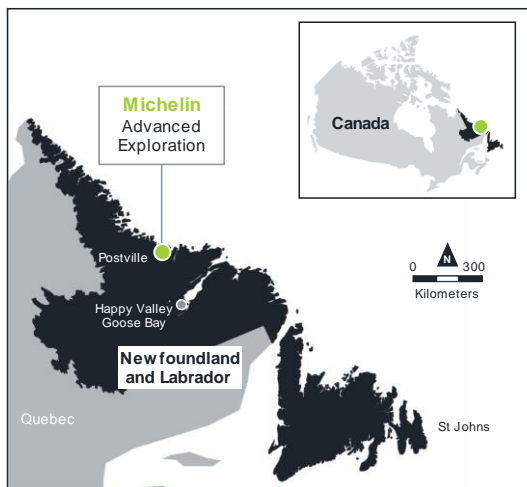 Michelin
Advanced
Exploration
Canada
N
0 300
Kilometers
Postville
Happy Valley
Goose Bay
Newfoundland
and Labrador
Quebec
St Johns